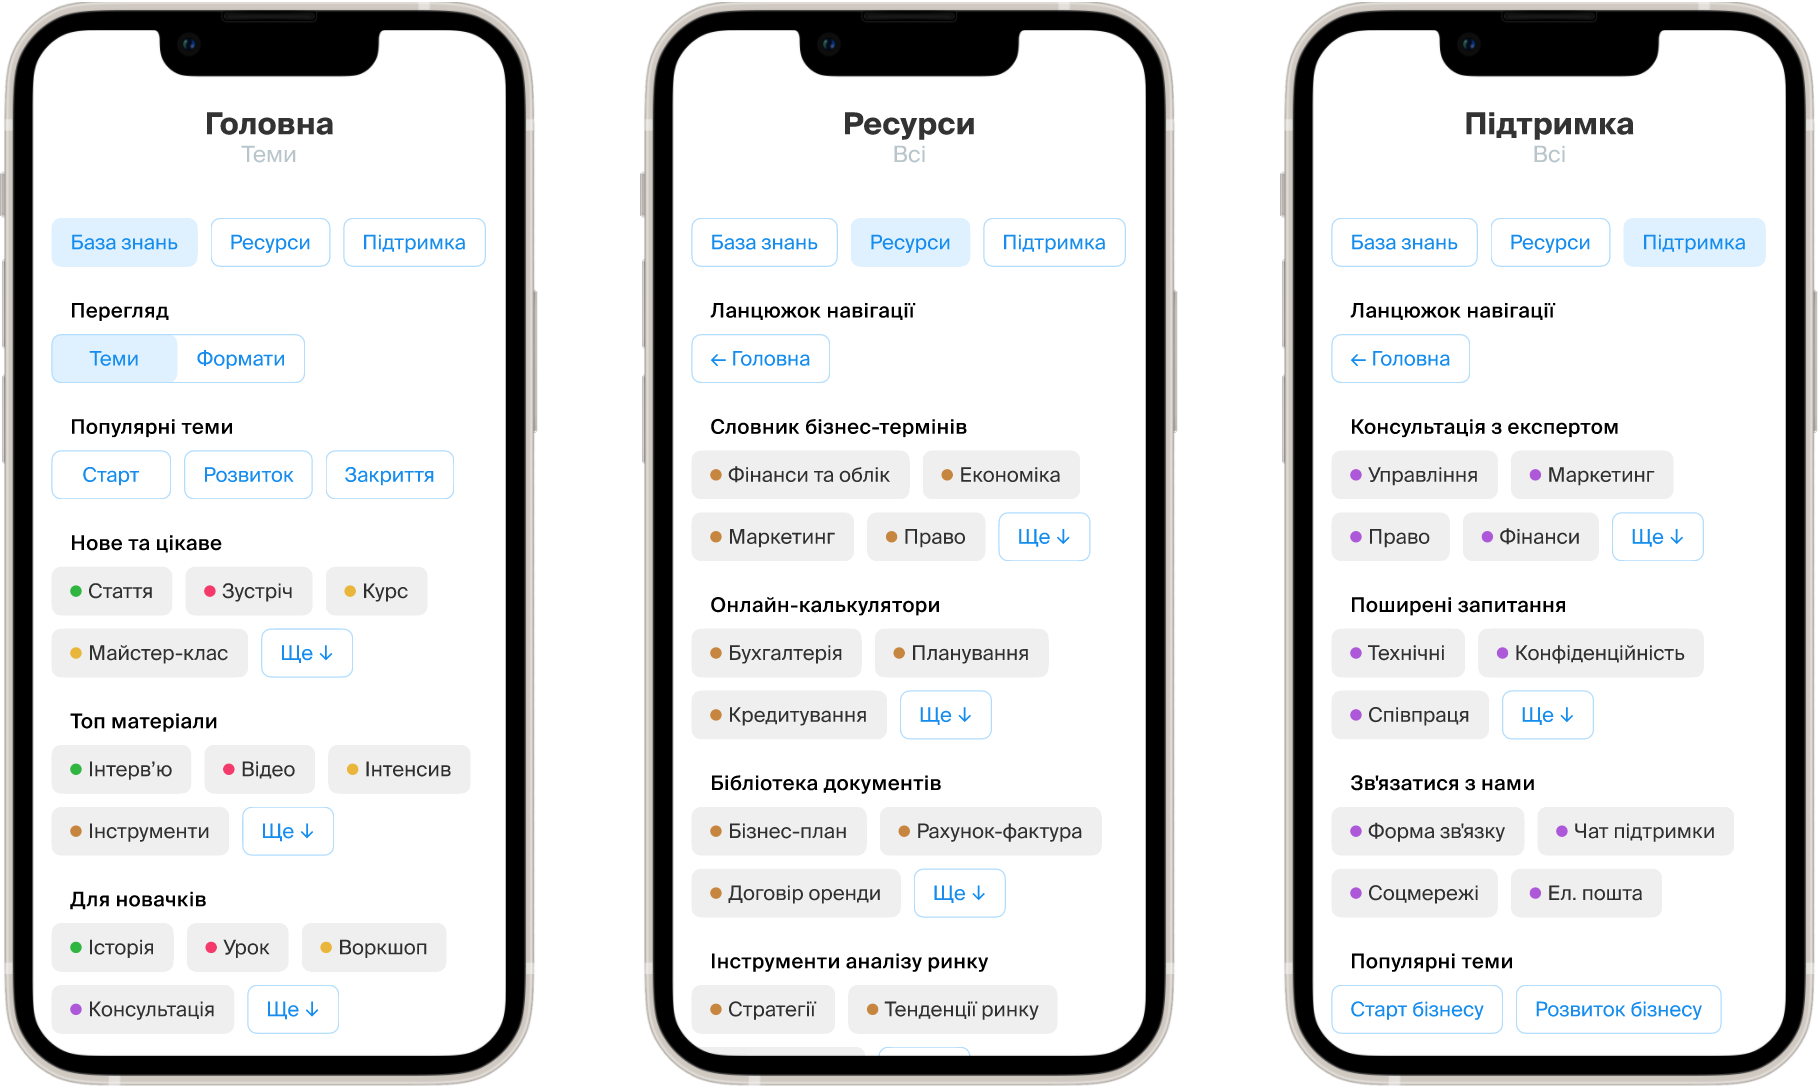 Головна
Теми
База знань Ресурси Підтримка
Перегляд
Теми Формати
Популярні теми
Старт Розвиток Закриття
Нове та цікаве
Стаття Зустріч Курс
Майстер-клас Ще ↓
Топ матеріали
Інтерв’ю Відео Інтенсив
Інструменти Ще ↓
Для новачків
Історія Урок Воркшоп
Консультація Ще ↓
Ресурси
Всі
База знань Ресурси Підтримка
Ланцюжок навігації
← Головна
Словник бізнес-термінів
Фінанси та облік Економіка
Маркетинг Право Ще ↓
Онлайн-калькулятори
Бухгалтерія Планування
Кредитування Ще ↓
Бібліотека документів
Бізнес-план Рахунок-фактура
Договір оренди Ще ↓
Інструменти аналізу ринку
Стратегії Тенденції ринку
Підтримка
Всі
База знань Ресурси Підтримка
Ланцюжок навігації
← Головна
Консультація з експертом
Управління Маркетинг
Право Фінанси Ще ↓
Поширені запитання
Технічні Конфіденційність
Співпраця Ще ↓
Зв'язатися з нами
Форма зв'язку Чат підтримки
Соцмережі Ел. пошта
Популярні теми
Старт бізнесу Розвиток бізнесу